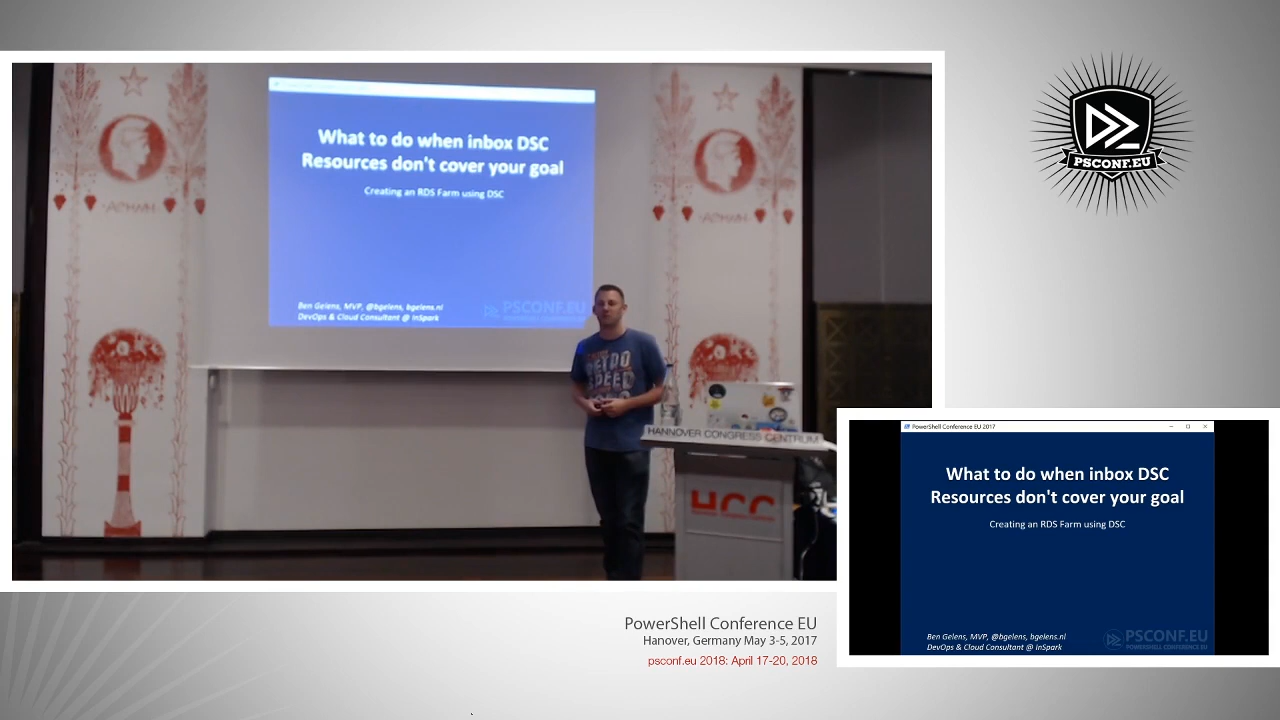 What to do when inbox DSC
Resources don't cover your goal
Creating an RDS Farm using DSC
Ben Gelens, MVP, @bgelens, bgelens.nl
DevOps & Cloud Consultant @ InSpark
PSCONF.EU
HANNOVER CONGRESS CENTRUM
HCC
PSCONF.EU
PowerShell Conference EU 2017
What to do when inbox DSC
Resources don't cover your goal
Creating an RDS Farm using DSC
Ben Gelens, MVP, @bgelens, bgelens.nl
DevOps & Cloud Consultant @ InSpark
PSCONF.EU
POWERSHELL CONFERENCE EU
PowerShell Conference EU
Hanover, Germany May 3-5, 2017
psconf.eu 2018: April 17-20, 2018